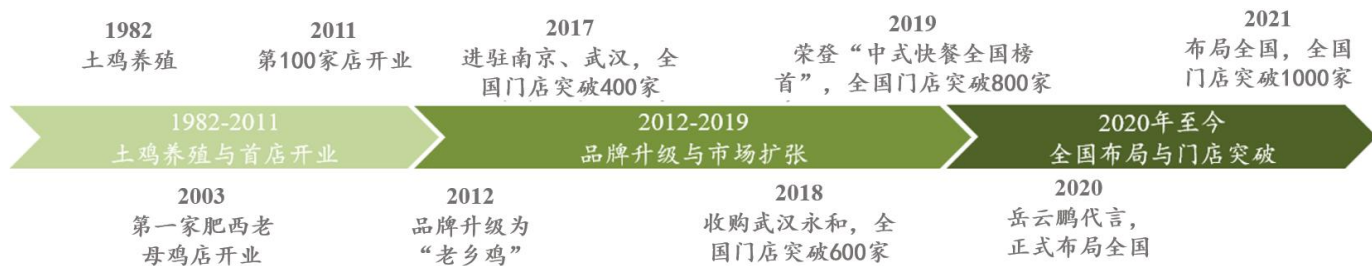 1982
土鸡养殖
2011
第100家店开业
2017
进驻南京、武汉，全
国门店突破400家
2019
荣登“中式快餐全国榜
首”，全国门店突破800家
2021
布局全国，全国
门店突破1000家
1982-2011
土鸡养殖与首店开业
2012-2019
品牌升级与市场扩张
2020年至今
全国布局与门店突破
2003
第一家肥西老
母鸡店开业
2012
品牌升级为
“老乡鸡”
2018
收购武汉永和，全
国门店突破600家
2020
岳云鹏代言，
正式布局全国